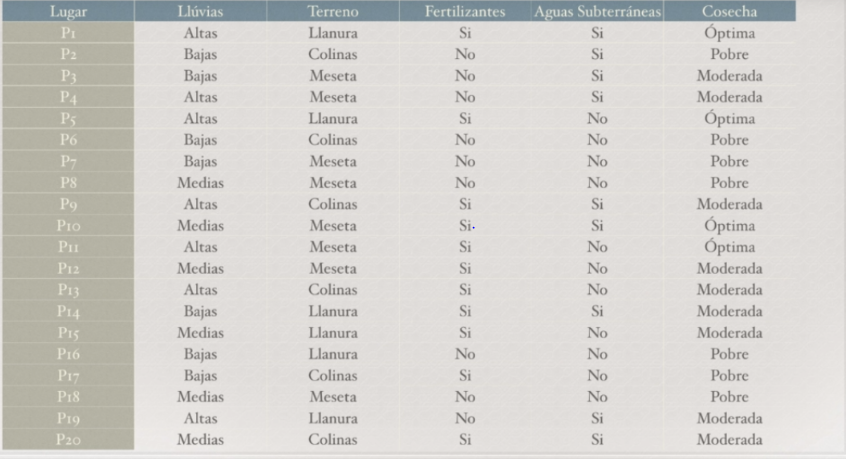 Lugar Llúvias Terreno Fertilizantes Aguas Subterráneas Cosecha
P1 Altas Llanura Si Si Óptima
P2 Bajas Colinas No Si Pobre
P3 Bajas Meseta No Si Moderada
P4 Altas Meseta No Si Moderada
P5 Altas Llanura Si No Óptima
P6 Bajas Colinas No No Pobre
P7 Bajas Meseta No No Pobre
P8 Medias Meseta No No Pobre
P9 Altas Colinas Si Si Moderada
P10 Medias Meseta Si. Si Óptima
P11 Altas Meseta Si No Óptima
P12 Medias Meseta Si No Moderada
P13 Altas Colinas Si No Moderada
P14 Bajas Llanura Si Si Moderada
P15 Medias Llanura Si No Moderada
P16 Bajas Llanura No No Pobre
P17 Bajas Colinas Si No Pobre
P18 Medias Meseta No No Pobre
P19 Altas Llanura No Si Moderada
P20 Medias Colinas Si Si Moderada